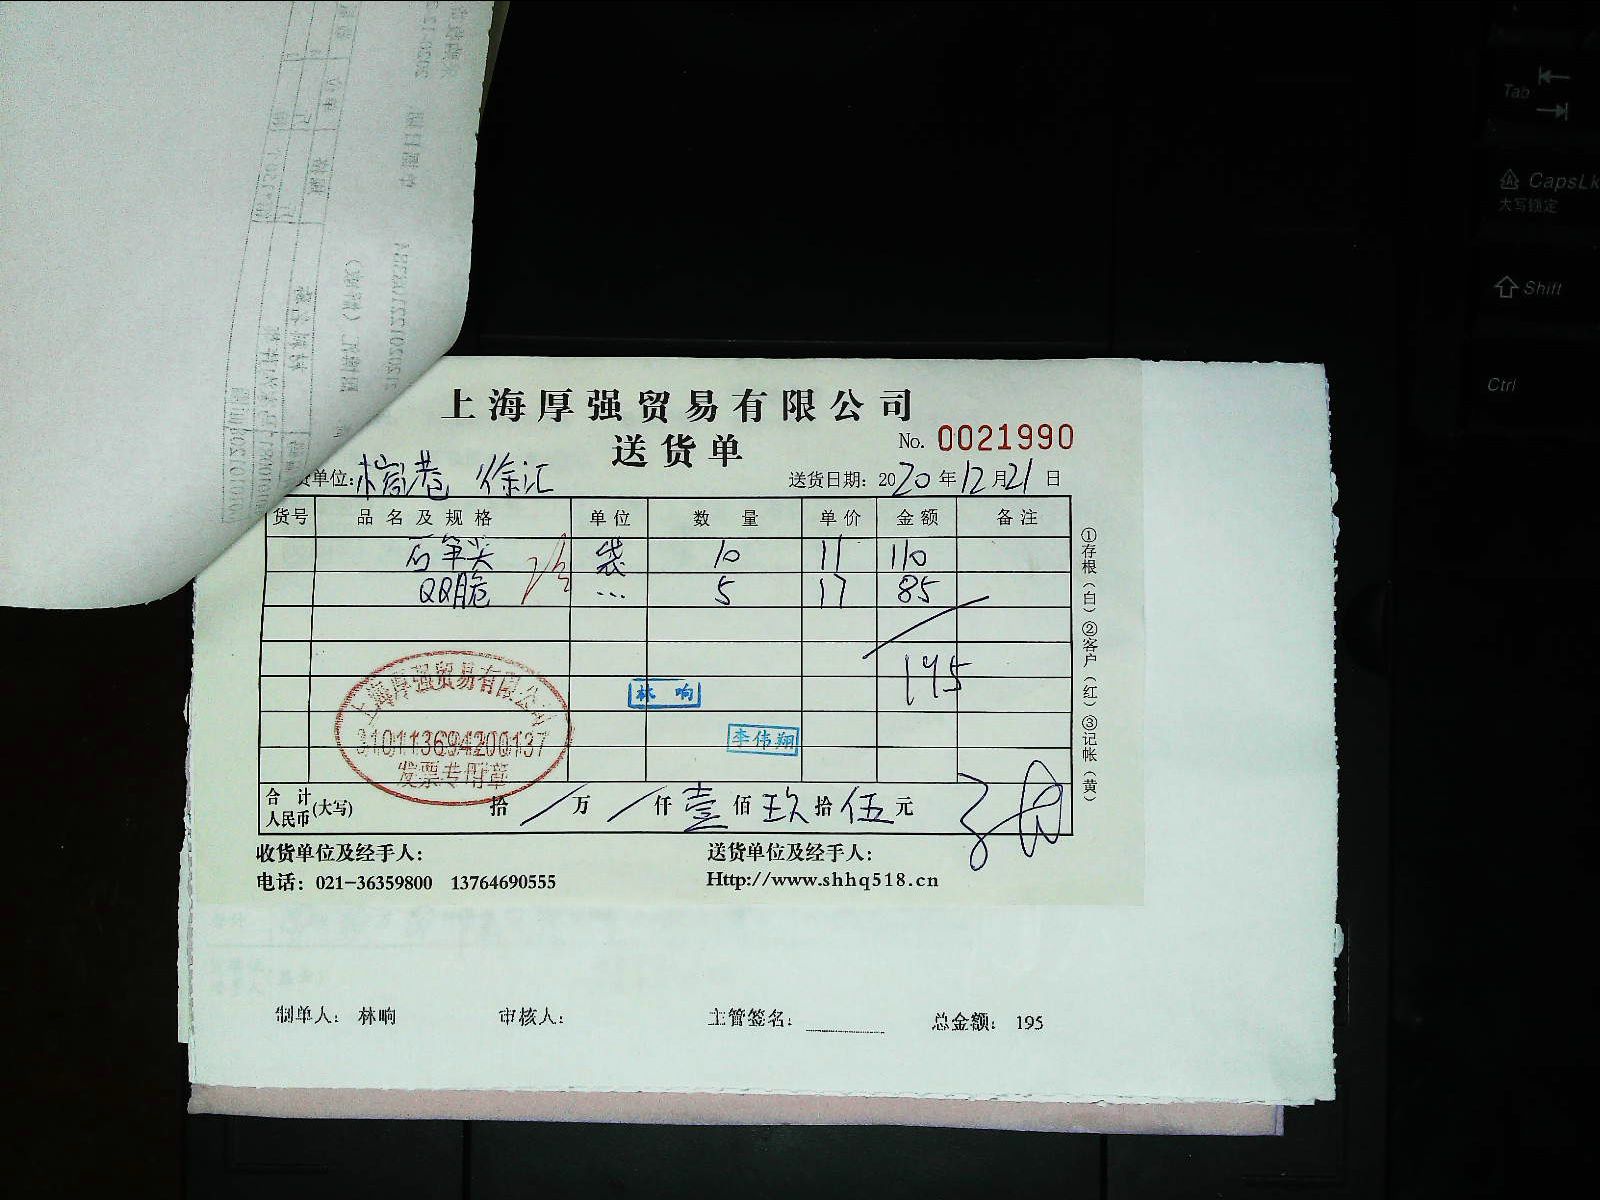 上海厚强贸易有限公司
送货单
No. 0021990
货单位: 徐汇 送货日期: 2020年12月21日
货号 品名及规格 单位 数量 单价 金额 备注
石笋尖 袋 10 11 110
QQ脆 … 5 17 85
195
上海厚强贸易有限公司
310113694200137
发票专用章
林响
李伟翔
合计人民币(大写) 拾 / 万 / 仟 壹 佰 玖 拾 伍 元
①存根(白) ②客户(红) ③记帐(黄)
收货单位及经手人: 送货单位及经手人:
电话: 021-36359800 13764690555 Http://www.shhq518.cn
制单人: 林响 审核人: 主管签名: 总金额: 195
Tab
CapsLk
大写锁定
Shift
Ctrl